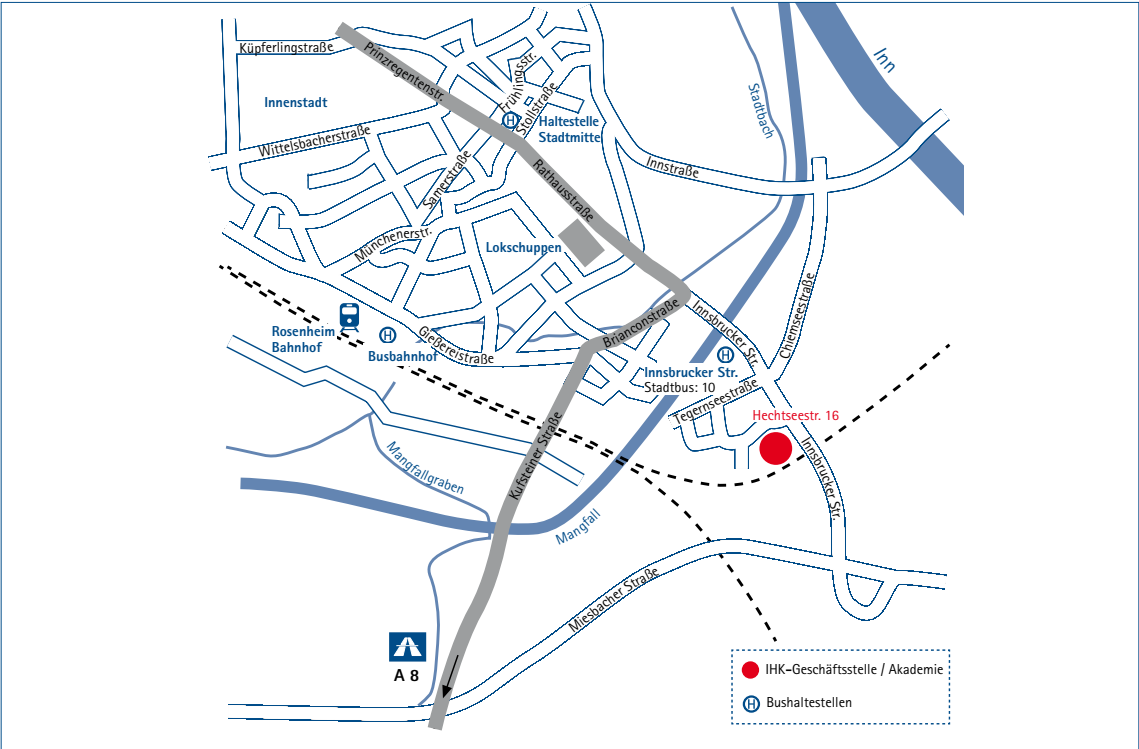 Küpferlingstraße
Prinzregentenstr.
Inn
Innenstadt
Frühlingsstr.
Stollstraße
Stadtbach
H
Haltestelle
Stadtmitte
Wittelsbacherstraße
Samerstraße
Innstraße
Rathausstraße
Münchenerstr.
Lokschuppen
Chiemseestraße
Rosenheim
Bahnhof
H
Busbahnhof
Gießereistraße
Brianconstraße
Innsbrucker Str.
H
Innsbrucker Str.
Stadtbus: 10
Tegernseestraße
Hechtseestr. 16
Kufsteiner Straße
Innsbrucker Str.
Mangfallgraben
Mangfall
Miesbacher Straße
A 8
IHK-Geschäftsstelle / Akademie
H Bushaltestellen